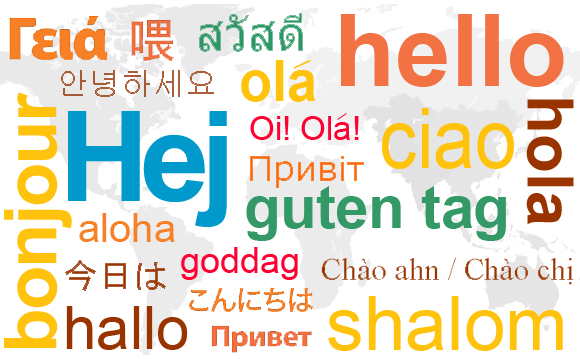 Γειά
喂
สวัสดี
hello
안녕하세요
olá
bonjour
Hej
Oi! Olá!
ciao
hola
Привіт
guten tag
aloha
今日は
goddag
Chào ahn / Chào chị
こんにちは
hallo
Привет
shalom